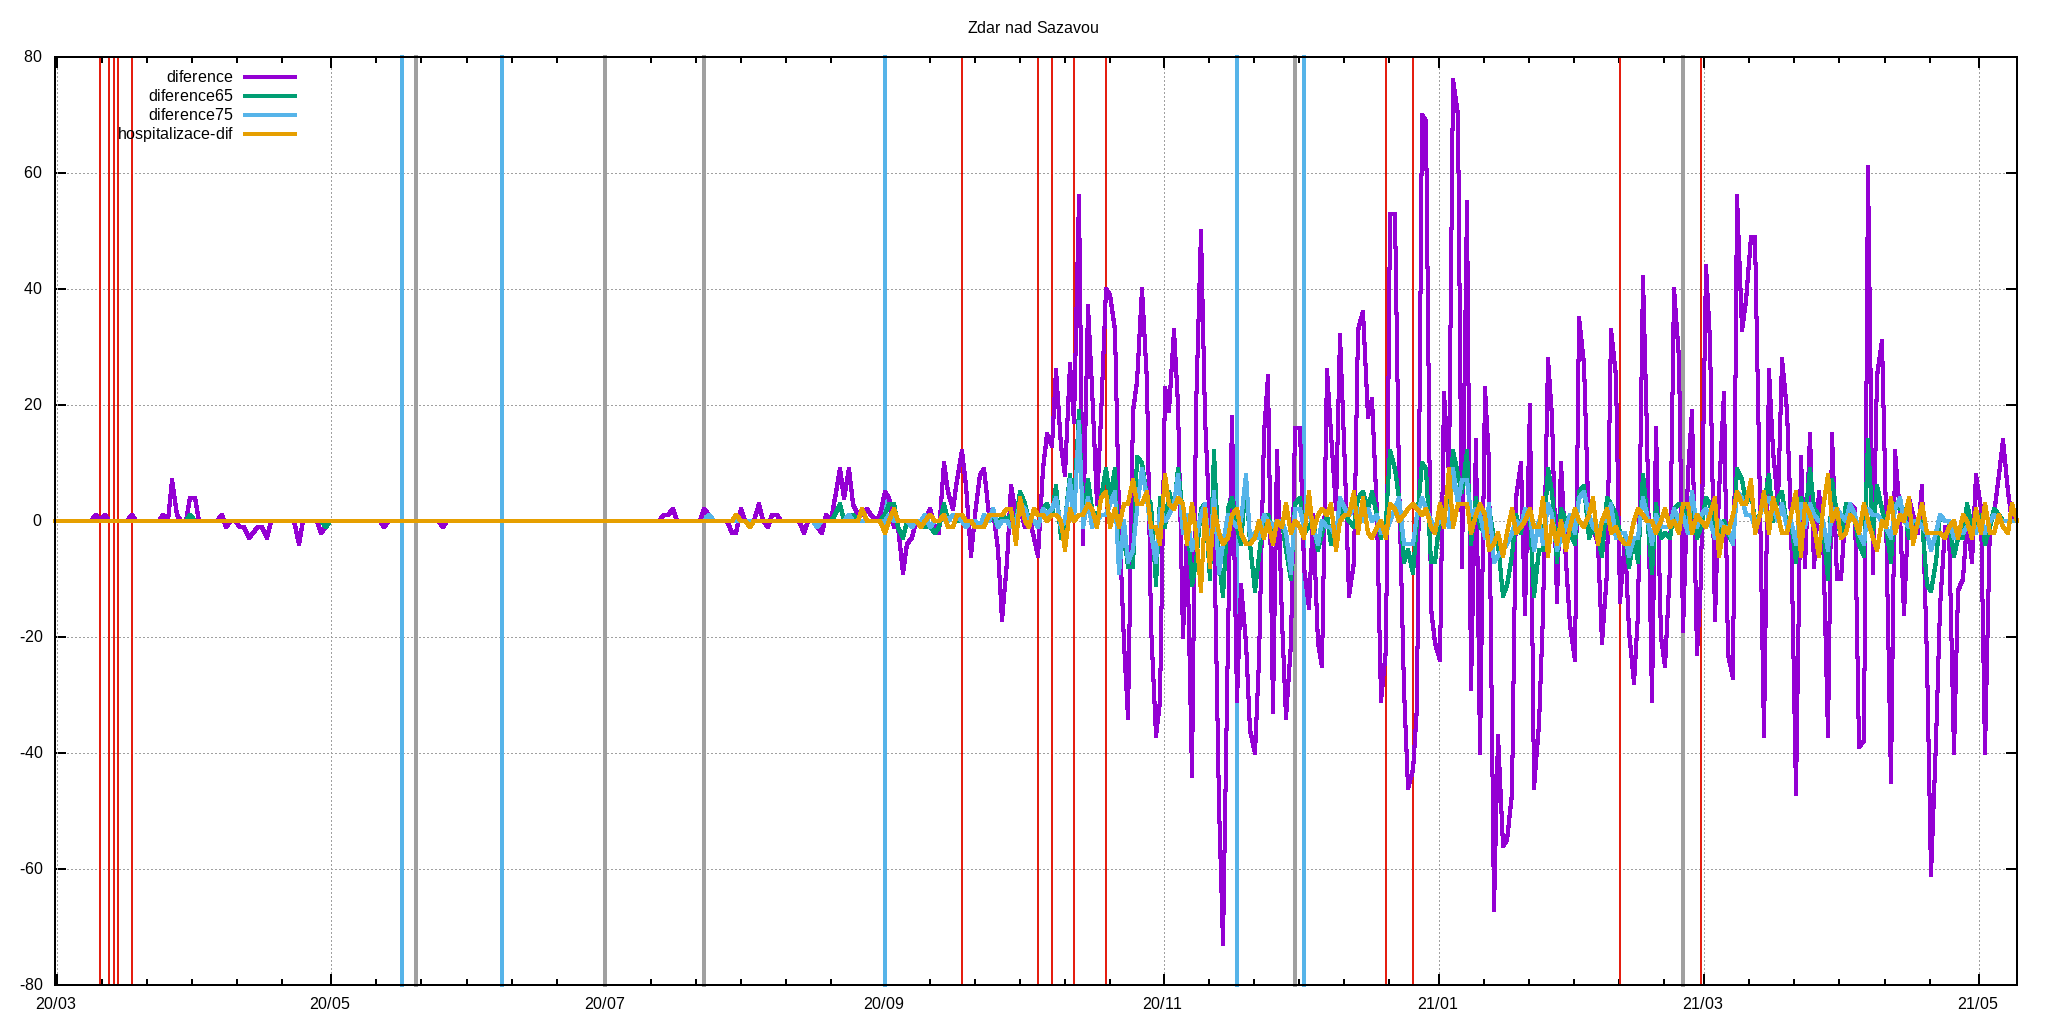 Zdar nad Sazavou
80
60
40
20
0
-20
-40
-60
-80
diference
diference65
diference75
hospitalizace-dif
20/03 20/05 20/07 20/09 20/11 21/01 21/03 21/05